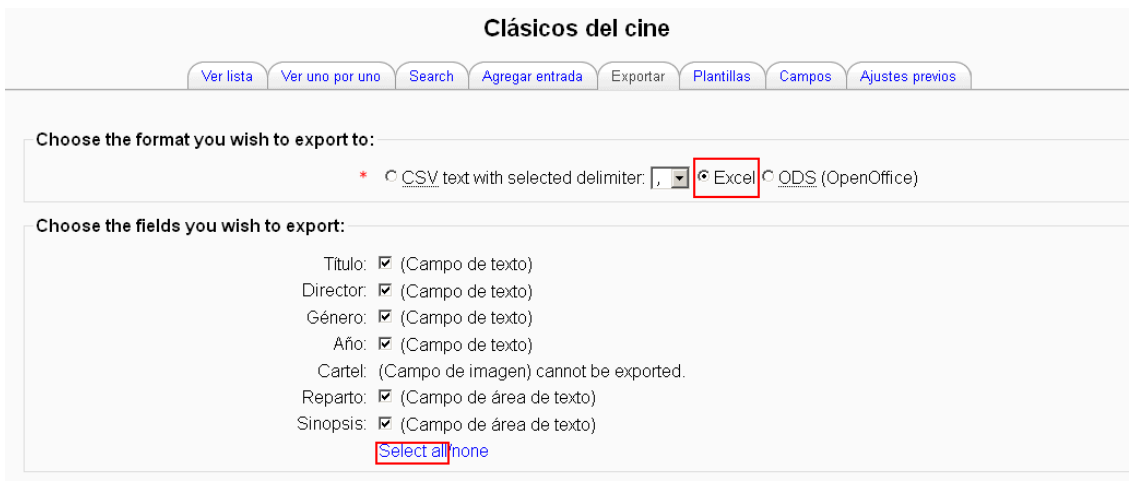 Clásicos del cine
Ver lista Ver uno por uno Search Agregar entrada Exportar Plantillas Campos Ajustes previos
Choose the format you wish to export to:
* CSV text with selected delimiter: , Excel ODS (OpenOffice)
Choose the fields you wish to export:
Título: (Campo de texto)
Director: (Campo de texto)
Género: (Campo de texto)
Año: (Campo de texto)
Cartel: (Campo de imagen) cannot be exported.
Reparto: (Campo de área de texto)
Sinopsis: (Campo de área de texto)
Select all/none